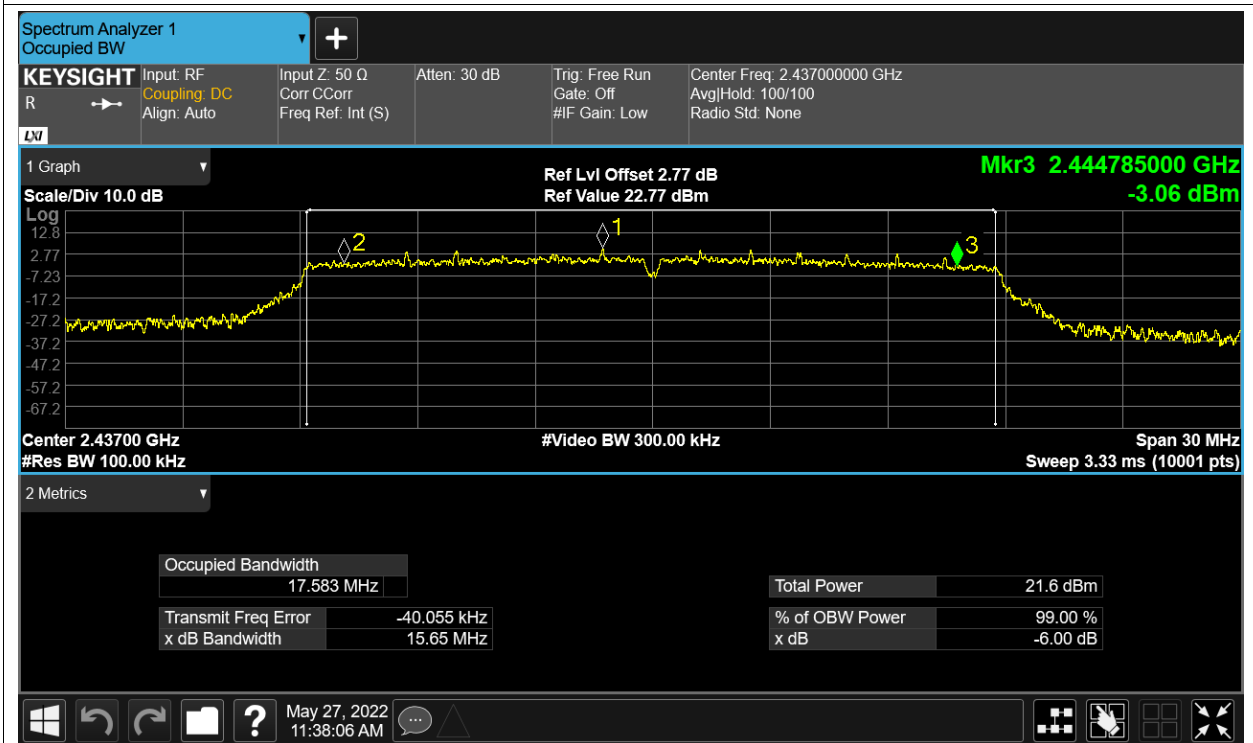 Spectrum Analyzer 1
Occupied BW
KEYSIGHT
R
LXI
Input: RF
Coupling: DC
Align: Auto
Input Z: 50 Ω
Corr CCorr
Freq Ref: Int (S)
Atten: 30 dB
Trig: Free Run
Gate: Off
#IF Gain: Low
Center Freq: 2.437000000 GHz
Avg|Hold: 100/100
Radio Std: None
1 Graph
Scale/Div 10.0 dB
Ref Lvl Offset 2.77 dB
Ref Value 22.77 dBm
Mkr3 2.444785000 GHz
-3.06 dBm
Log
12.8
2.77
-7.23
-17.2
-27.2
-37.2
-47.2
-57.2
-67.2
2
1
3
Center 2.43700 GHz
#Res BW 100.00 kHz
#Video BW 300.00 kHz
Span 30 MHz
Sweep 3.33 ms (10001 pts)
2 Metrics
Occupied Bandwidth
17.583 MHz
Transmit Freq Error -40.055 kHz
x dB Bandwidth 15.65 MHz
Total Power 21.6 dBm
% of OBW Power 99.00 %
x dB -6.00 dB
?
May 27, 2022
11:38:06 AM